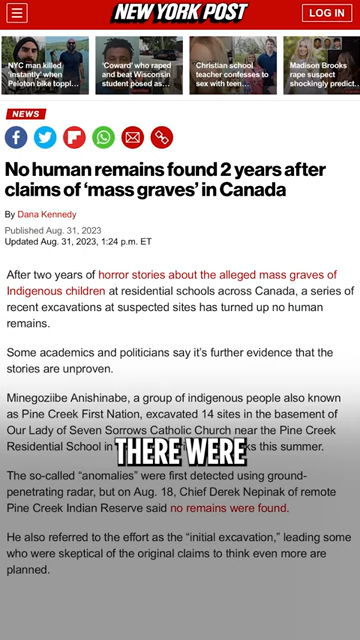 NEW YORK POST
LOG IN
NYC man killed
'instantly' when
Peloton bike toppl...
'Coward' who raped
and beat Wisconsin
student posed as...
Christian school
teacher confesses to
sex with teen...
Madison Brooks
rape suspect
shockingly predict...
NEWS
No human remains found 2 years after
claims of 'mass graves' in Canada
By Dana Kennedy
Published Aug. 31, 2023
Updated Aug. 31, 2023, 1:24 p.m. ET
After two years of horror stories about the alleged mass graves of
Indigenous children at residential schools across Canada, a series of
recent excavations at suspected sites has turned up no human
remains.
Some academics and politicians say it's further evidence that the
stories are unproven.
Minegoziibe Anishinabe, a group of indigenous people also known
as Pine Creek First Nation, excavated 14 sites in the basement of
Our Lady of Seven Sorrows Catholic Church near the Pine Creek
Residential School in
this summer.
THERE WERE
The so-called "anomalies" were first detected using ground-
penetrating radar, but on Aug. 18, Chief Derek Nepinak of remote
Pine Creek Indian Reserve said no remains were found.
He also referred to the effort as the "initial excavation," leading some
who were skeptical of the original claims to think even more are
planned.